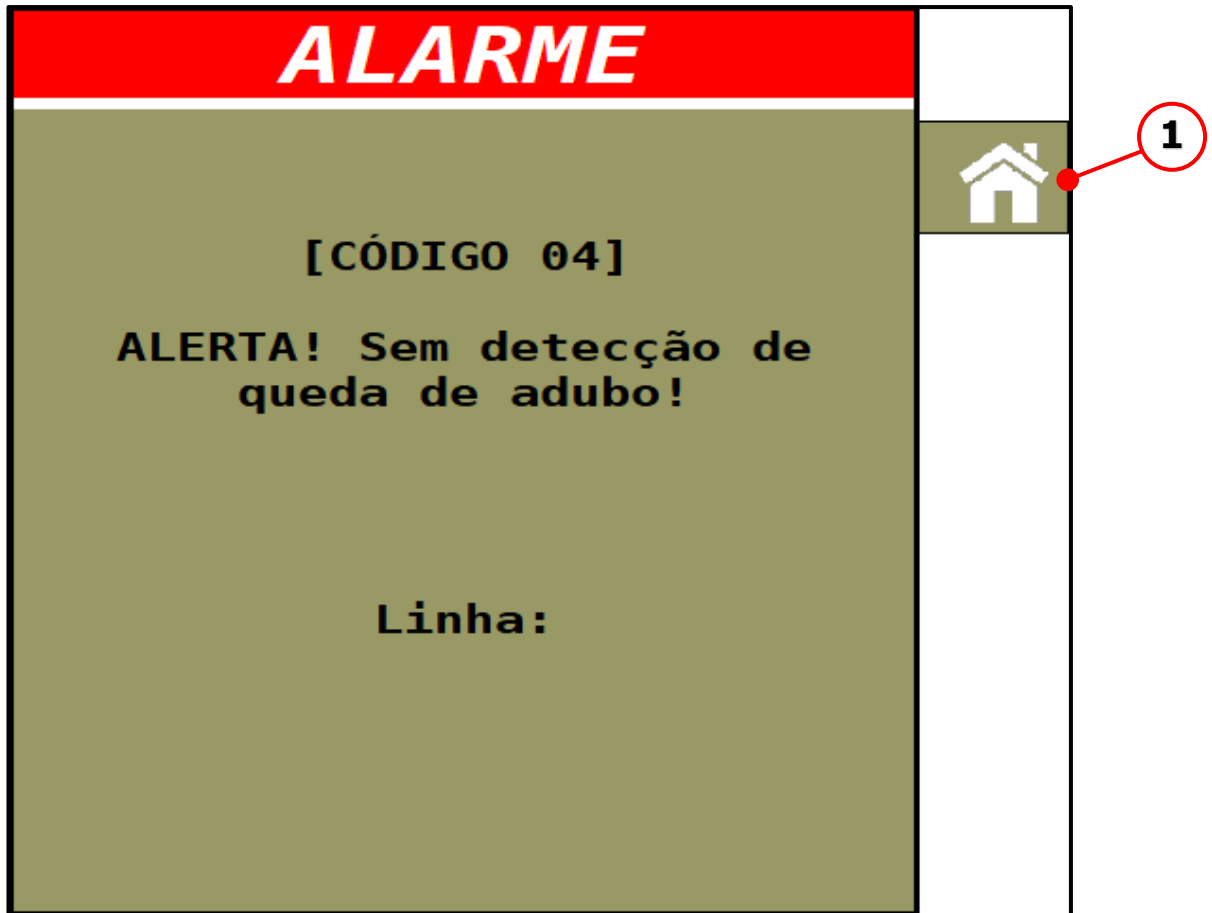 ALARME
1
[CÓDIGO 04]
ALERTA! Sem detecção de
queda de adubo!
Linha: